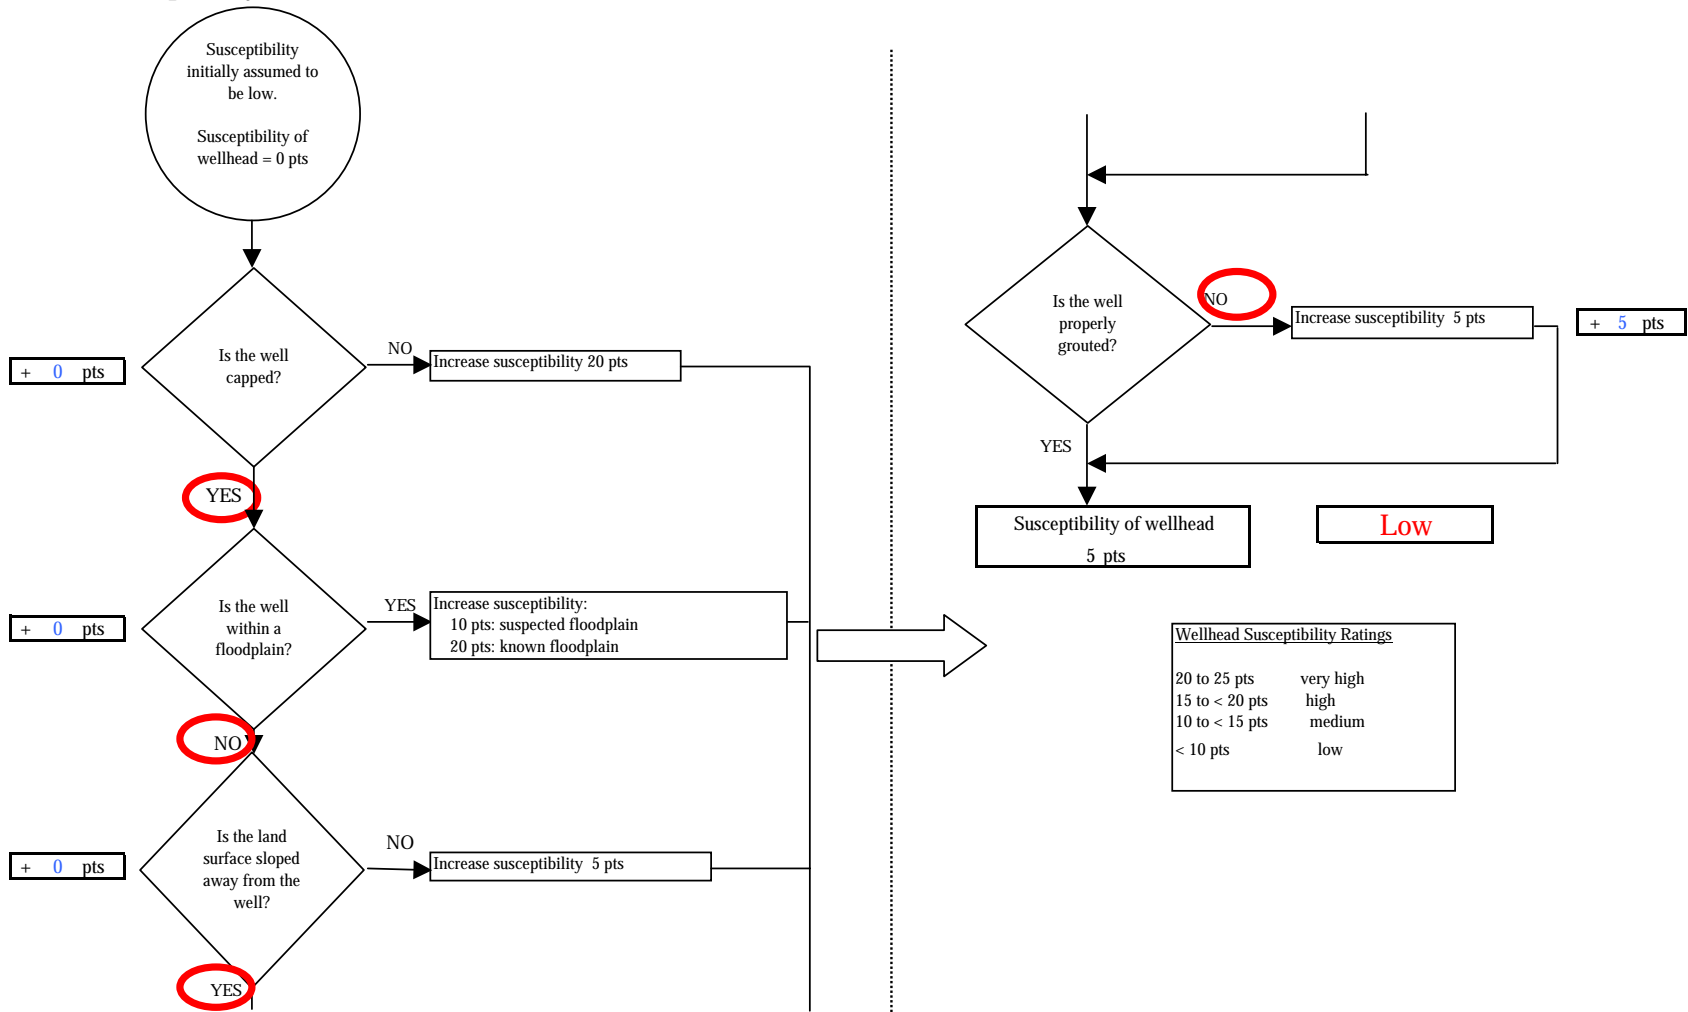 Susceptibility
initially assumed to
be low.
Susceptibility of
wellhead = 0 pts
Is the well
capped?
NO
Increase susceptibility 20 pts
+ 0 pts
YES
Is the well
within a
floodplain?
YES
Increase susceptibility:
10 pts: suspected floodplain
20 pts: known floodplain
+ 0 pts
NO
Is the land
surface sloped
away from the
well?
NO
Increase susceptibility 5 pts
+ 0 pts
YES
Is the well
properly
grouted?
NO
Increase susceptibility 5 pts
+ 5 pts
YES
Susceptibility of wellhead
5 pts
Low
Wellhead Susceptibility Ratings
20 to 25 pts very high
15 to < 20 pts high
10 to < 15 pts medium
< 10 pts low